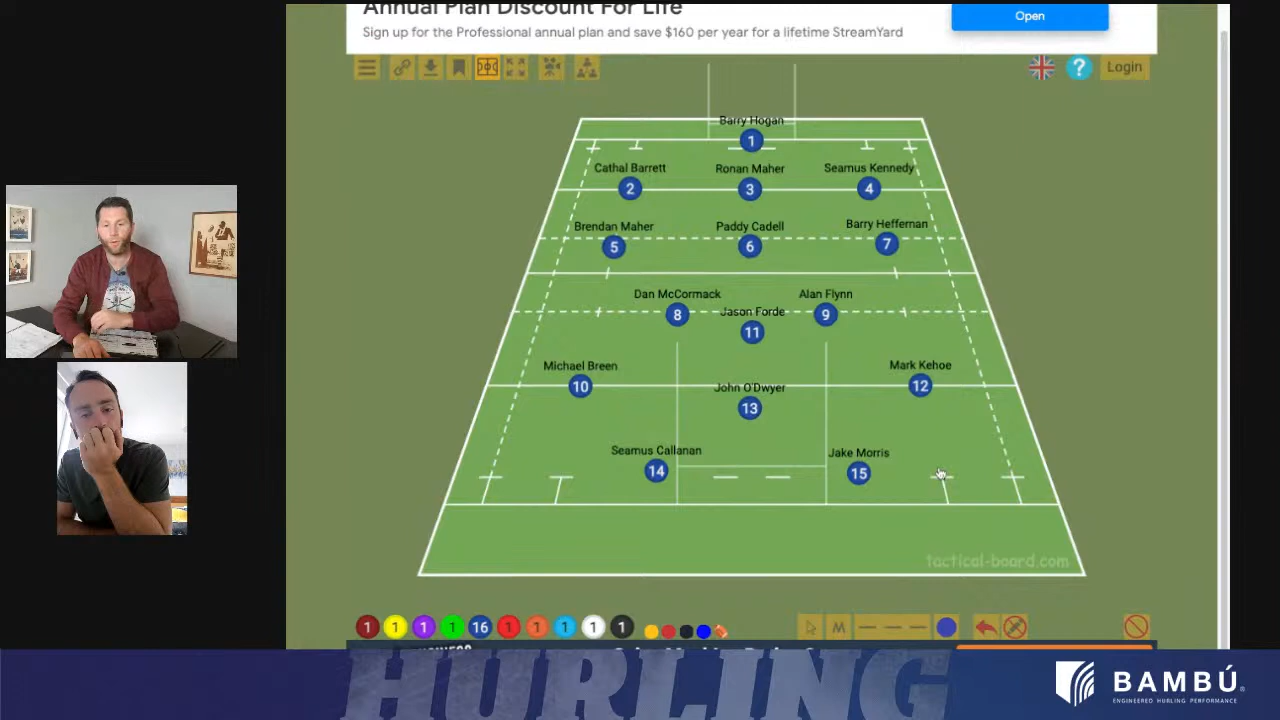 Annual Plan Discount For Life
Sign up for the Professional annual plan and save $160 per year for a lifetime StreamYard
Open
Login
Barry Hogan
1
Cathal Barrett
Ronan Maher
Seamus Kennedy
2
3
4
Brendan Maher
Paddy Cadell
Barry Heffernan
5
6
7
Dan McCormack
Alan Flynn
8
9
Jason Forde
11
Michael Breen
Mark Kehoe
10
12
John O'Dwyer
13
Seamus Callanan
Jake Morris
14
15
tactical-board.com
1 1 1 1 16 1 1 1 1 1
M
HURLING
BAMBÚ
ENGINEERED HURLING PERFORMANCE